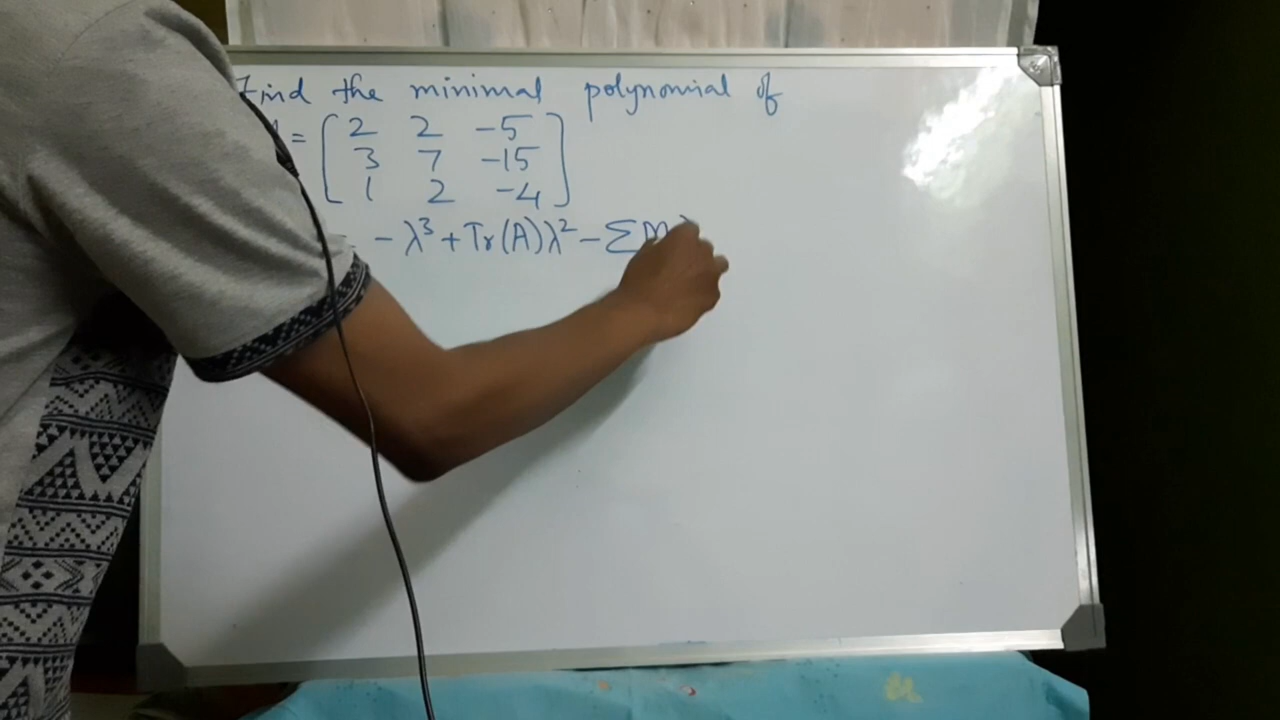 Find the minimal polynomial of
= [ 2 2 -5
3 7 -15
1 2 -4 ]
= - λ³ + Tr(A)λ² - ΣM